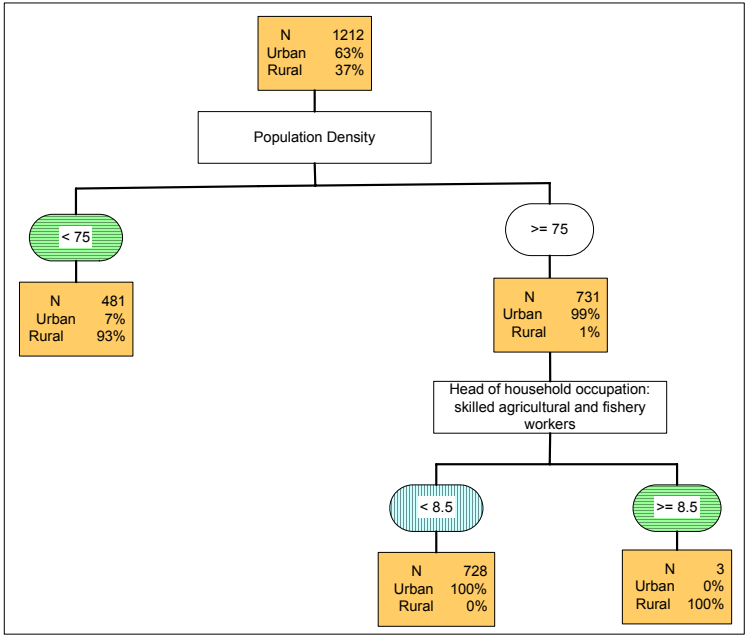 N 1212
Urban 63%
Rural 37%
Population Density
< 75
>= 75
N 481
Urban 7%
Rural 93%
N 731
Urban 99%
Rural 1%
Head of household occupation:
skilled agricultural and fishery
workers
< 8.5
>= 8.5
N 728
Urban 100%
Rural 0%
N 3
Urban 0%
Rural 100%